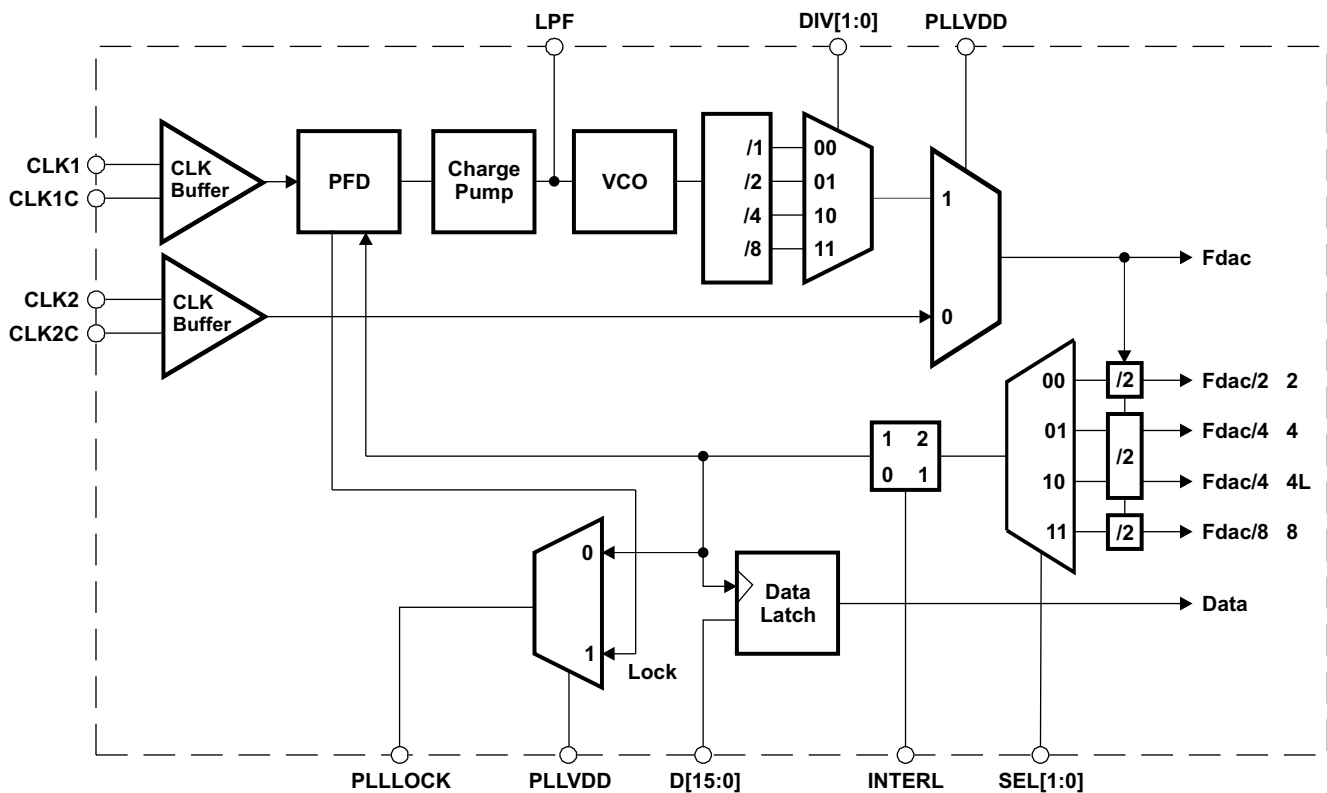 LPF
DIV[1:0]
PLLVDD
CLK1
CLK1C
CLK
Buffer
PFD
Charge
Pump
VCO
/1
/2
/4
/8
00
01
10
11
1
0
Fdac
CLK2
CLK2C
CLK
Buffer
00
01
10
11
/2
/2
/2
Fdac/2 2
Fdac/4 4
Fdac/4 4L
Fdac/8 8
1 2
0 1
0
1
Lock
Data
Latch
Data
PLLLOCK
PLLVDD
D[15:0]
INTERL
SEL[1:0]